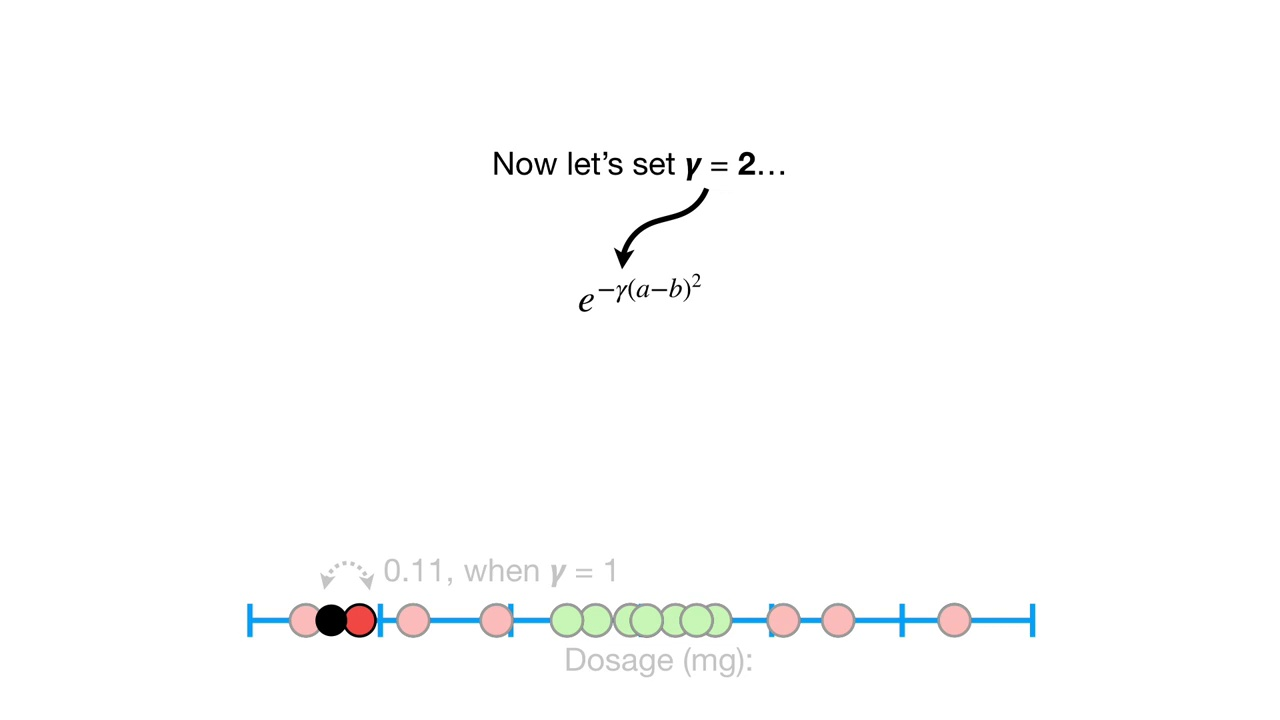 Now let’s set γ = 2…
e^{−γ(a−b)^2}
0.11, when γ = 1
Dosage (mg):